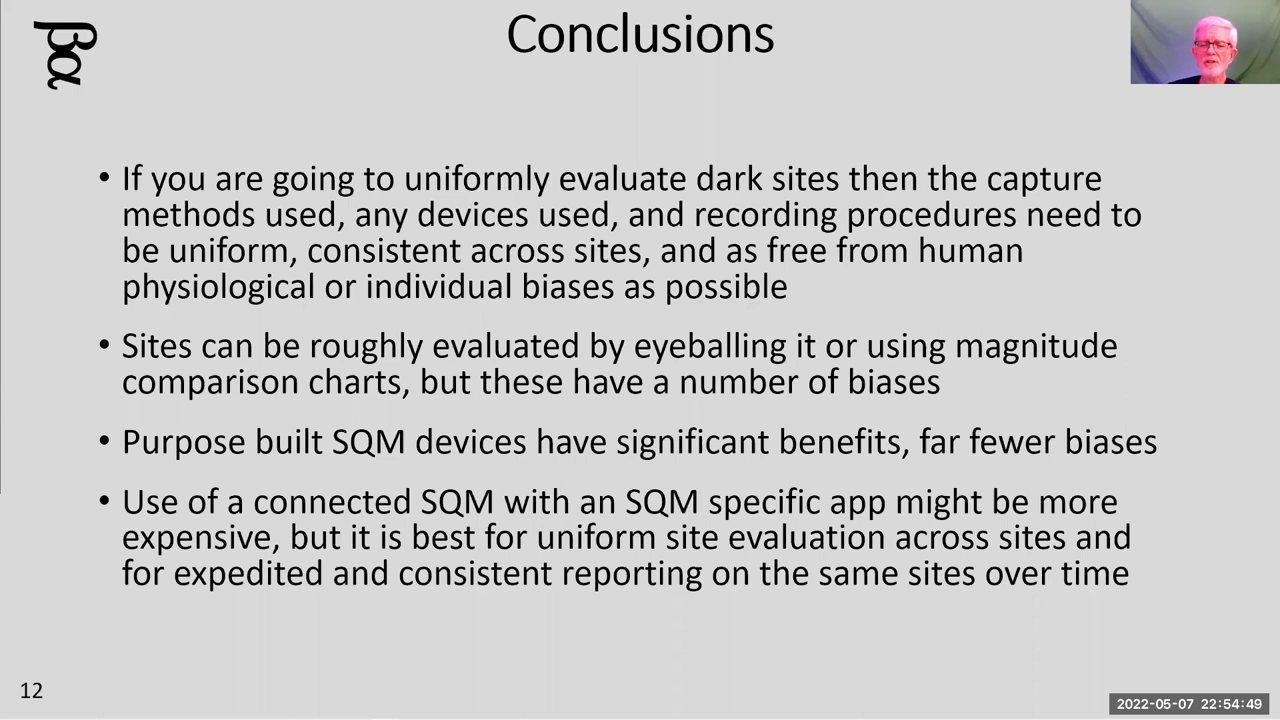 βα
Conclusions
• If you are going to uniformly evaluate dark sites then the capture
methods used, any devices used, and recording procedures need to
be uniform, consistent across sites, and as free from human
physiological or individual biases as possible
• Sites can be roughly evaluated by eyeballing it or using magnitude
comparison charts, but these have a number of biases
• Purpose built SQM devices have significant benefits, far fewer biases
• Use of a connected SQM with an SQM specific app might be more
expensive, but it is best for uniform site evaluation across sites and
for expedited and consistent reporting on the same sites over time
12
2022-05-07 22:54:49